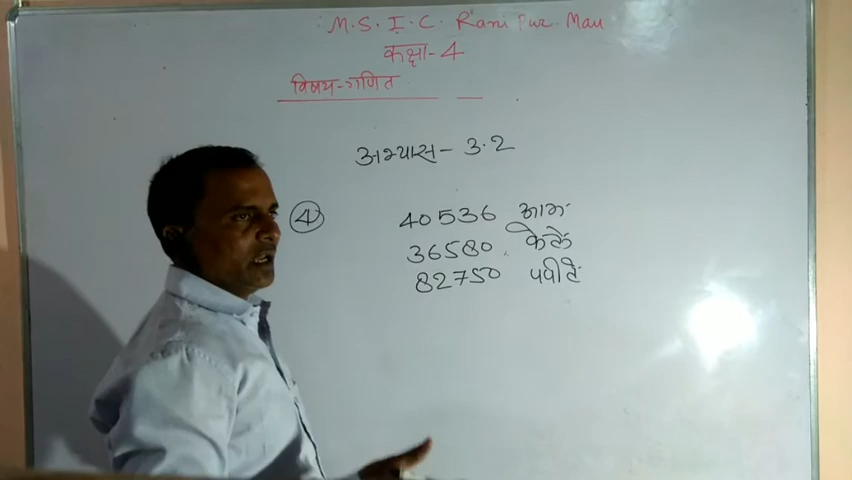 M.S.I.C. Rani Pur. Mau
कक्षा-4
विषय-गणित
अभ्यास- 3.2
④ 40536 आम
36580 केले
82750 पपीते